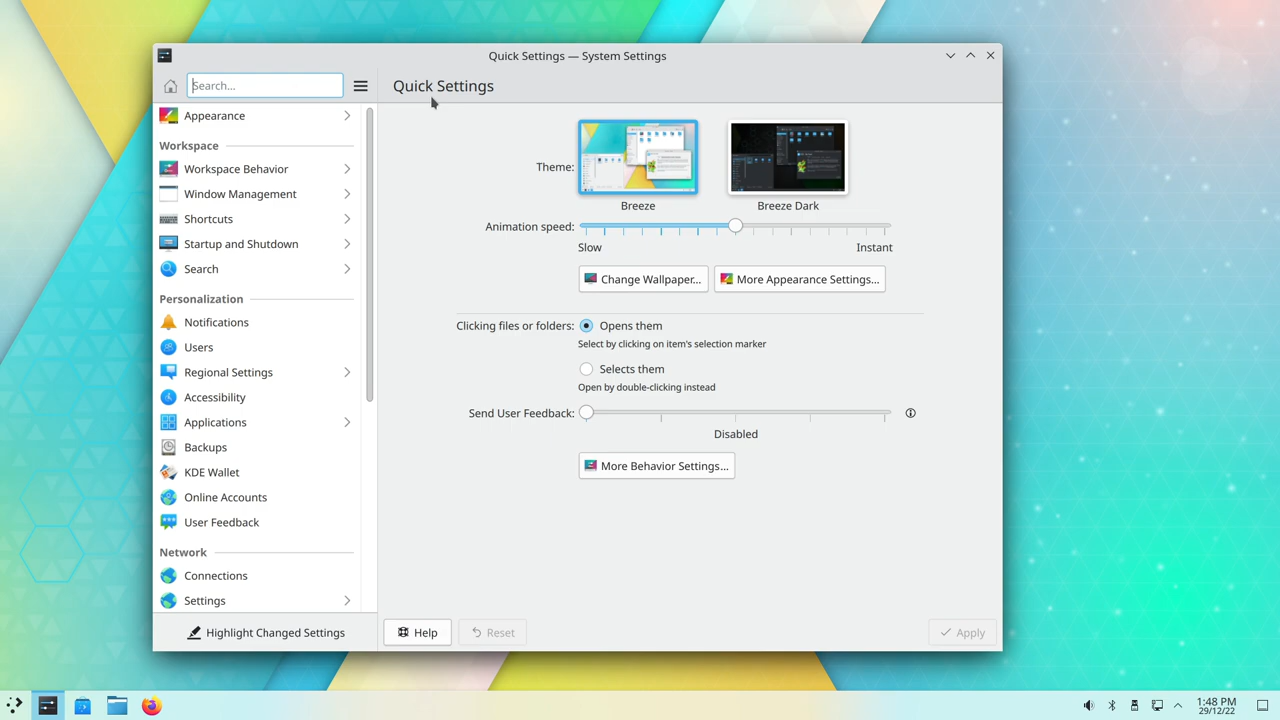 Quick Settings — System Settings
Search...
Quick Settings
Appearance
Workspace
Workspace Behavior
Window Management
Shortcuts
Startup and Shutdown
Search
Personalization
Notifications
Users
Regional Settings
Accessibility
Applications
Backups
KDE Wallet
Online Accounts
User Feedback
Network
Connections
Settings
Highlight Changed Settings
Theme:
Breeze
Breeze Dark
Animation speed:
Slow
Instant
Change Wallpaper...
More Appearance Settings...
Clicking files or folders:
Opens them
Select by clicking on item's selection marker
Selects them
Open by double-clicking instead
Send User Feedback:
Disabled
More Behavior Settings...
Help
Reset
Apply
1:48 PM
29/12/22